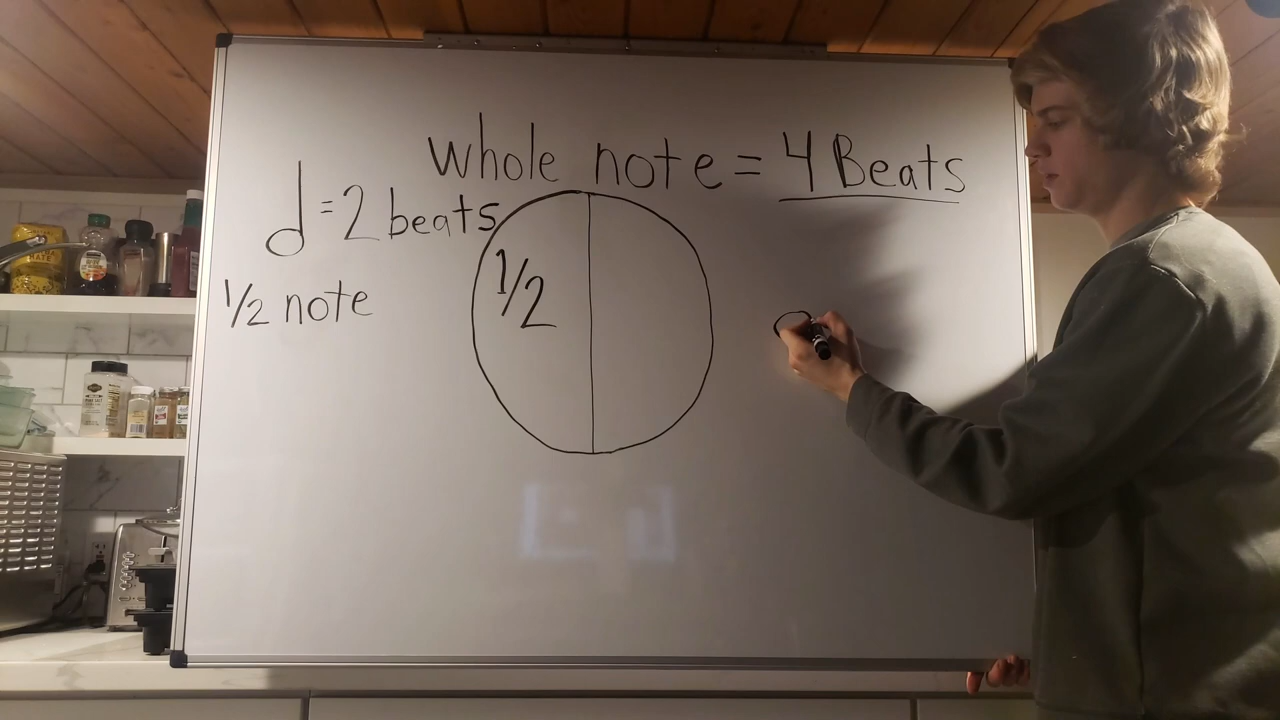 Whole note = 4 Beats
𝅗𝅥 = 2 beats
1/2 note
1/2